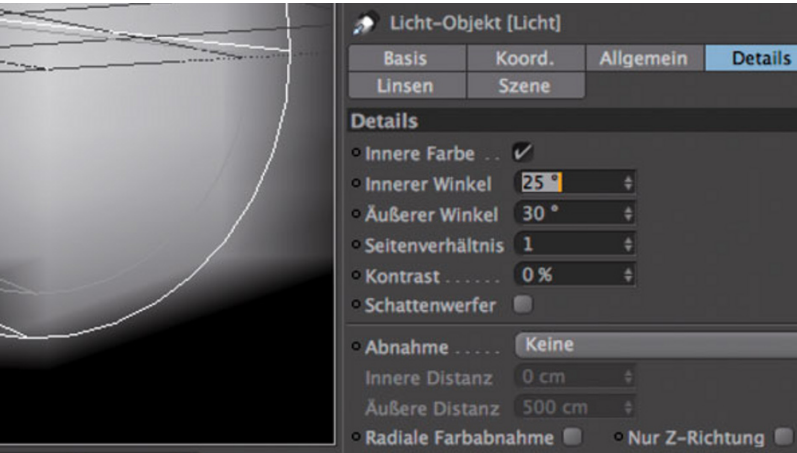 Licht-Objekt [Licht]
Basis Koord. Allgemein Details
Linsen Szene
Details
Innere Farbe . .
Innerer Winkel 25 °
Äußerer Winkel 30 °
Seitenverhältnis 1
Kontrast . . . . . . 0 %
Schattenwerfer
Abnahme . . . . . Keine
Innere Distanz 0 cm
Äußere Distanz 500 cm
Radiale Farbabnahme Nur Z-Richtung